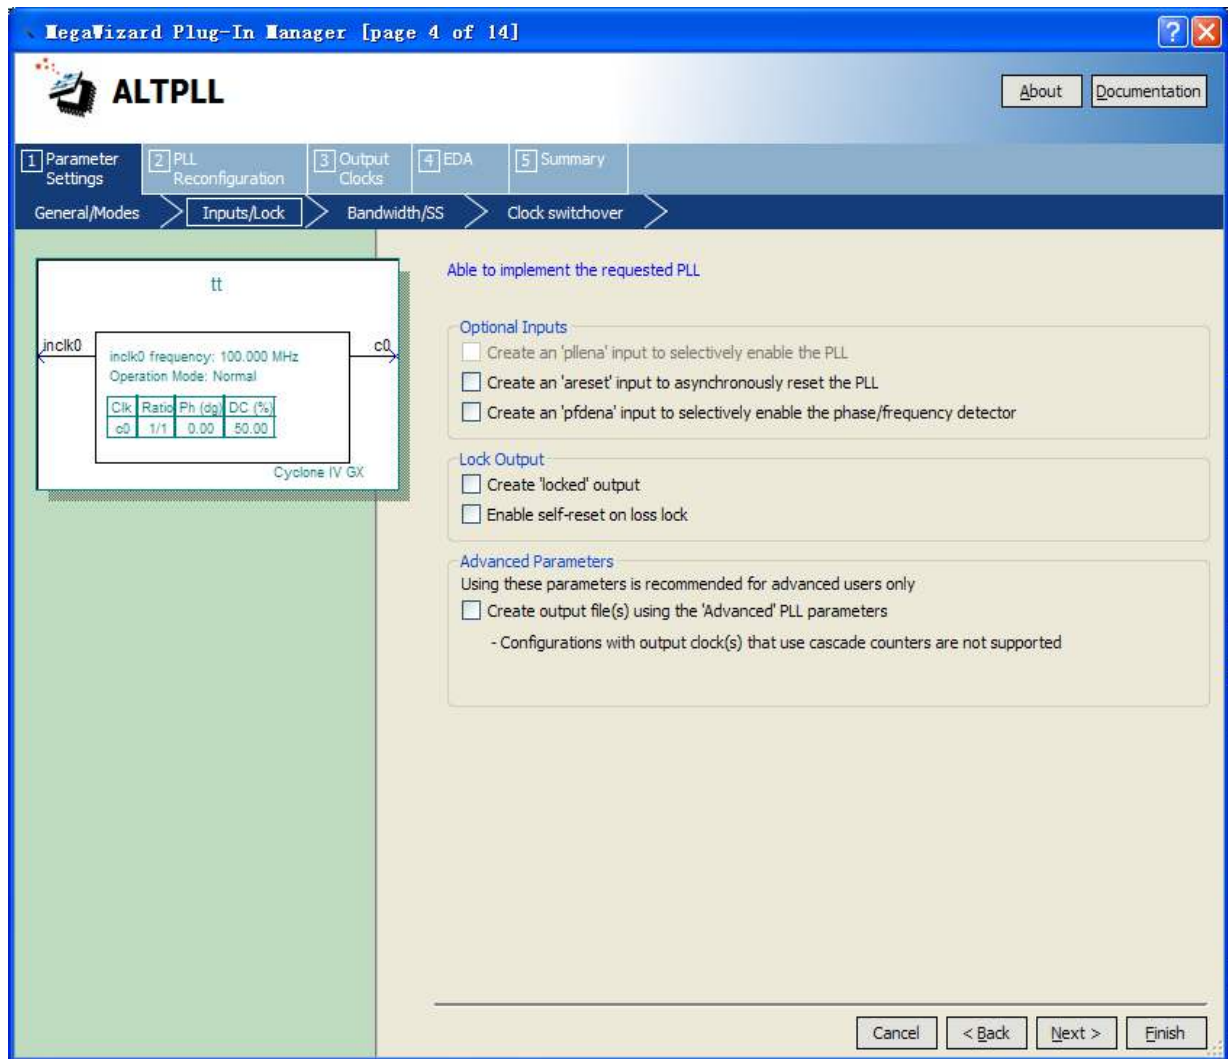 MegaWizard Plug-In Manager [page 4 of 14]
ALTPLL
About
Documentation
1 Parameter Settings
2 PLL Reconfiguration
3 Output Clocks
4 EDA
5 Summary
General/Modes
Inputs/Lock
Bandwidth/SS
Clock switchover
tt
inclk0
c0
inclk0 frequency: 100.000 MHz
Operation Mode: Normal
Clk Ratio Ph (dg) DC (%)
c0 1/1 0.00 50.00
Cyclone IV GX
Able to implement the requested PLL
Optional Inputs
Create an 'pllena' input to selectively enable the PLL
Create an 'areset' input to asynchronously reset the PLL
Create an 'pfdena' input to selectively enable the phase/frequency detector
Lock Output
Create 'locked' output
Enable self-reset on loss lock
Advanced Parameters
Using these parameters is recommended for advanced users only
Create output file(s) using the 'Advanced' PLL parameters
- Configurations with output clock(s) that use cascade counters are not supported
Cancel
< Back
Next >
Finish